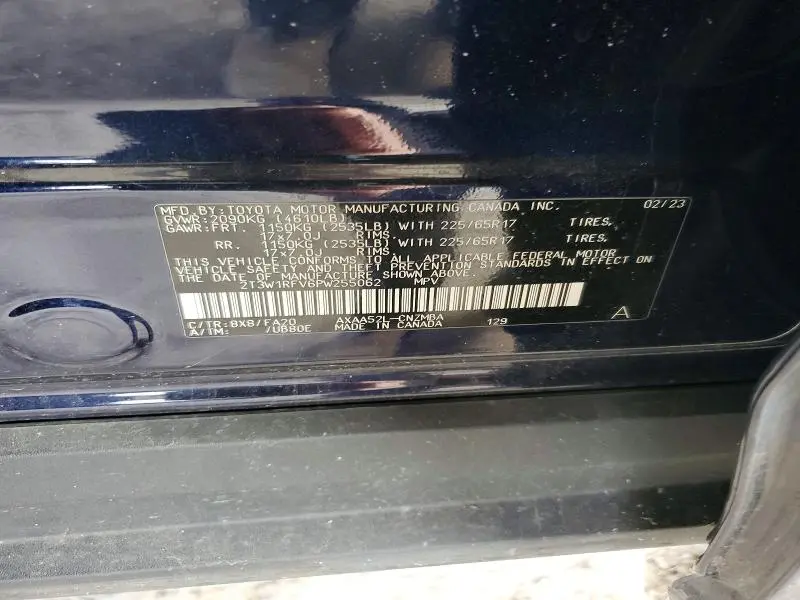 MFD.BY:TOYOTA MOTOR MANUFACTURING CANADA INC. 02/23
GVWR:2090KG (4610LB)
GAWR:FRT. 1150KG (2535LB) WITH 225/65R17 TIRES,
17x7.0J RIMS
RR. 1150KG (2535LB) WITH 225/65R17 TIRES,
17x7.0J RIMS
THIS VEHICLE CONFORMS TO ALL APPLICABLE FEDERAL MOTOR
VEHICLE SAFETY AND THEFT PREVENTION STANDARDS IN EFFECT ON
THE DATE OF MANUFACTURE SHOWN ABOVE.
2T3W1RFV6PW255062 MPV
C/TR:8X8/FA20 AXAA52L-CNZMBA 129 A
A/TM: /UB80E MADE IN CANADA